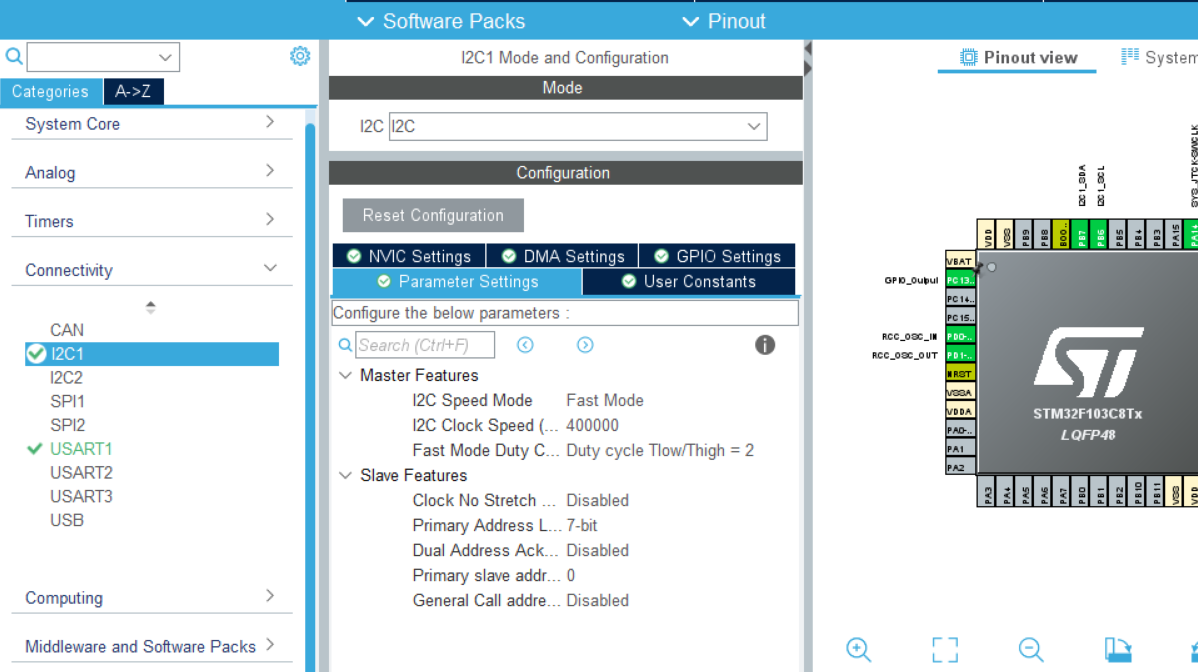 Software Packs
Pinout
I2C1 Mode and Configuration
Pinout view
System
Categories
A->Z
Mode
System Core
I2C
I2C
Analog
Configuration
Timers
Reset Configuration
Connectivity
NVIC Settings
DMA Settings
GPIO Settings
Parameter Settings
User Constants
Configure the below parameters :
Search (Ctrl+F)
CAN
I2C1
I2C2
SPI1
SPI2
USART1
USART2
USART3
USB
Master Features
I2C Speed Mode Fast Mode
I2C Clock Speed (... 400000
Fast Mode Duty C... Duty cycle Tlow/Thigh = 2
Slave Features
Clock No Stretch ... Disabled
Primary Address L... 7-bit
Dual Address Ack... Disabled
Primary slave addr... 0
General Call addre... Disabled
Computing
Middleware and Software Packs
I2C1_SDA
I2C1_SCL
SYS_JTCK-SWCLK
VDD
VSS
PB9
PB8
BOO..
PB7
PB6
PB5
PB4
PB3
PA15
PA14
VBAT
GPIO_Output PC13..
PC14..
PC15..
RCC_OSC_IN PD0-..
RCC_OSC_OUT PD1-..
NRST
VSSA
VDDA
PA0-..
PA1
PA2
ST
STM32F103C8Tx
LQFP48
PA3
PA4
PA5
PA6
PA7
PB0
PB1
PB2
PB10
PB11
VSS
VDD